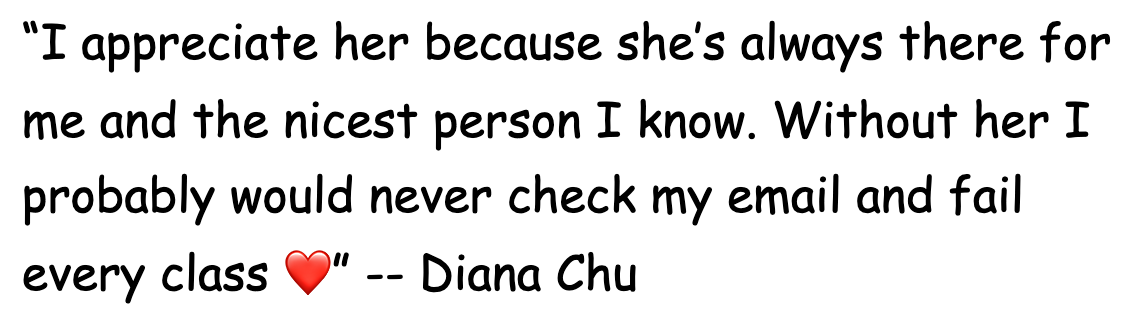 “I appreciate her because she’s always there for
me and the nicest person I know. Without her I
probably would never check my email and fail
every class ❤️” -- Diana Chu